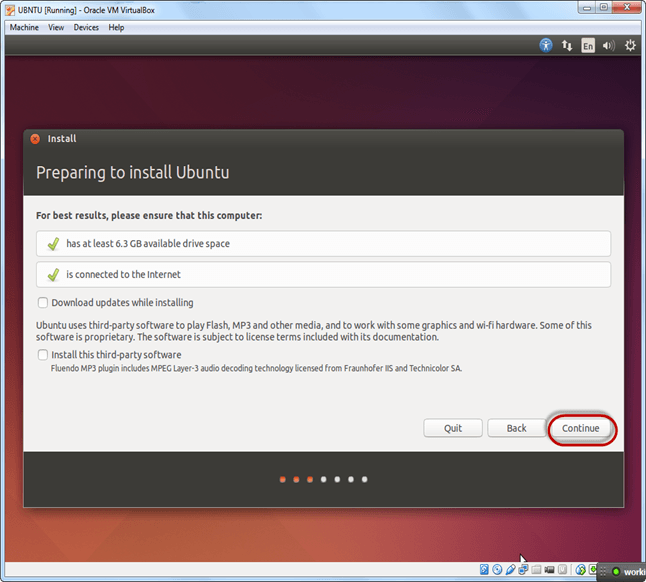 UBNTU [Running] - Oracle VM VirtualBox
Machine View Devices Help
En
Install
Preparing to install Ubuntu
For best results, please ensure that this computer:
has at least 6.3 GB available drive space
is connected to the Internet
Download updates while installing
Ubuntu uses third-party software to play Flash, MP3 and other media, and to work with some graphics and wi-fi hardware. Some of this
software is proprietary. The software is subject to license terms included with its documentation.
Install this third-party software
Fluendo MP3 plugin includes MPEG Layer-3 audio decoding technology licensed from Fraunhofer IIS and Technicolor SA.
Quit Back Continue
worki